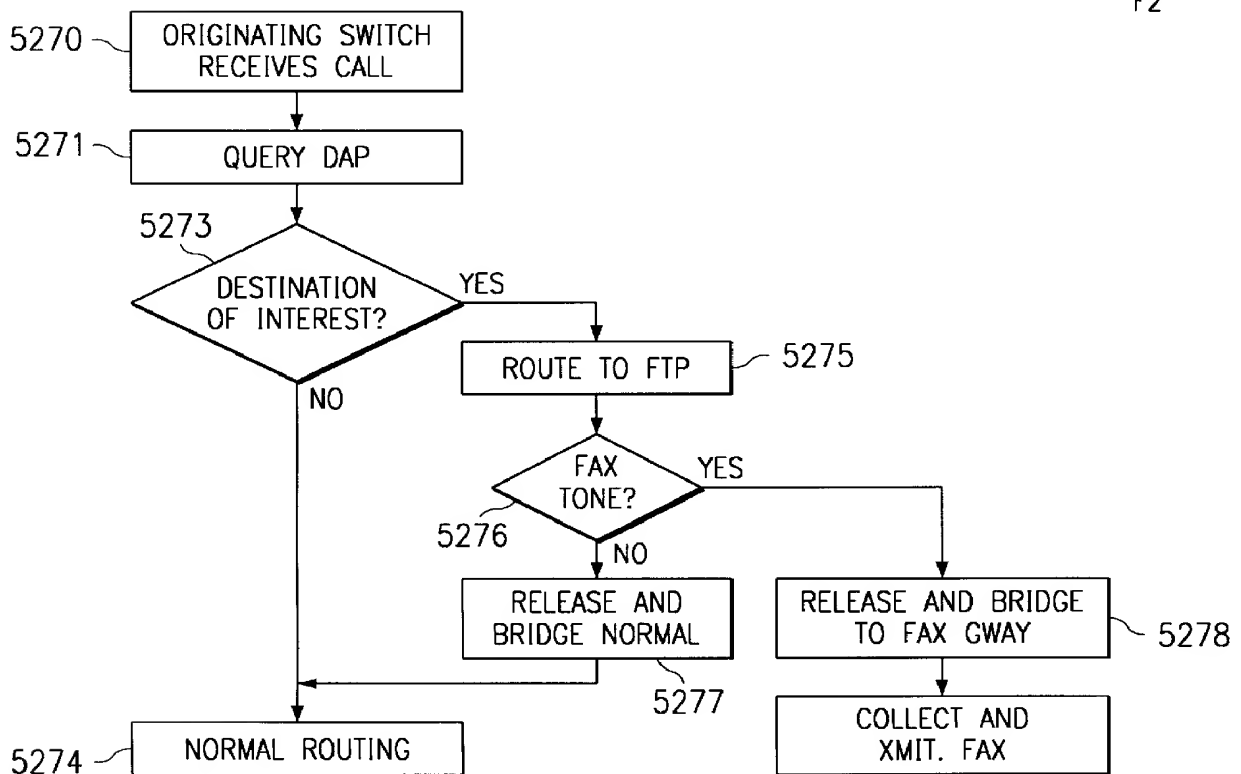 F2
5270
ORIGINATING SWITCH
RECEIVES CALL
5271
QUERY DAP
5273
DESTINATION
OF INTEREST?
YES
NO
ROUTE TO FTP
5275
FAX
TONE?
YES
5276
NO
RELEASE AND
BRIDGE NORMAL
5277
RELEASE AND BRIDGE
TO FAX GWAY
5278
5274
NORMAL ROUTING
COLLECT AND
XMIT. FAX